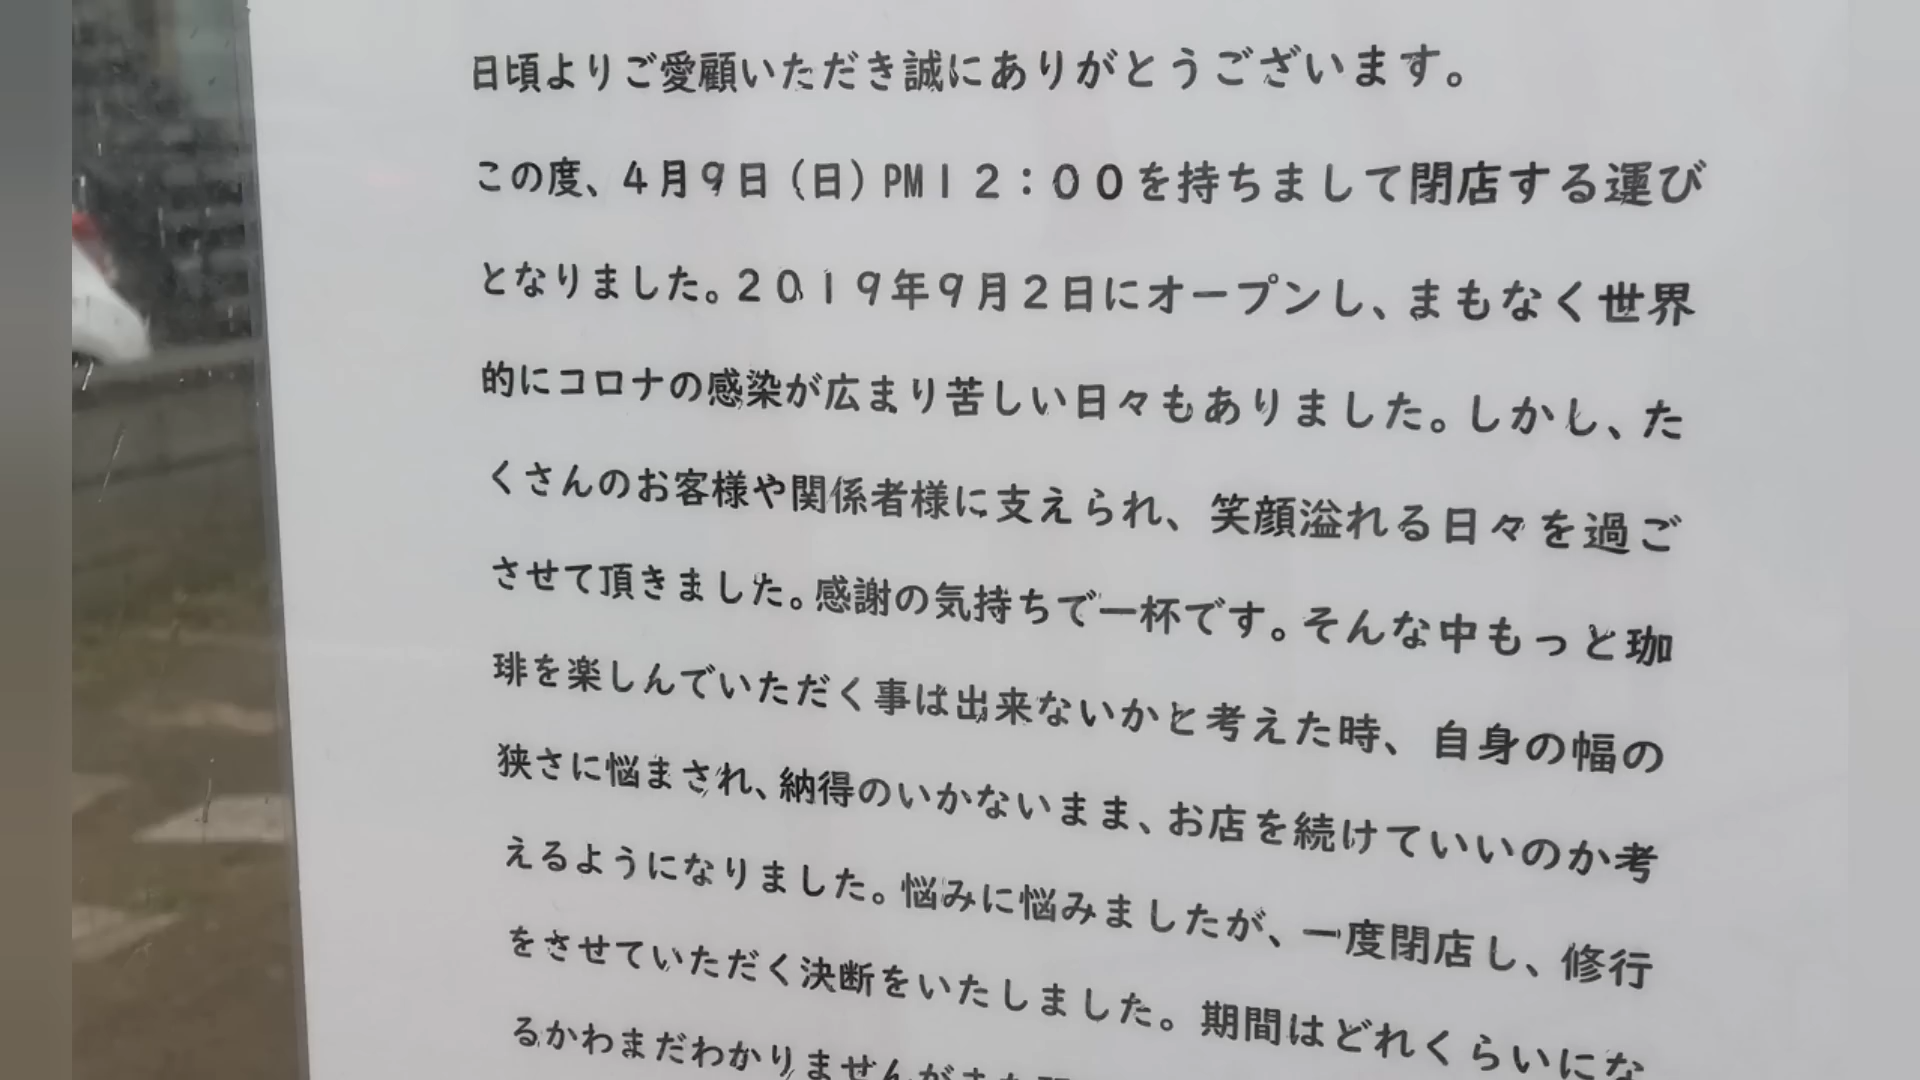 日頃よりご愛顧いただき誠にありがとうございます。
この度、4月9日(日)PM12:00を持ちまして閉店する運び
となりました。2019年9月2日にオープンし、まもなく世界
的にコロナの感染が広まり苦しい日々もありました。しかし、た
くさんのお客様や関係者様に支えられ、笑顔溢れる日々を過ご
させて頂きました。感謝の気持ちで一杯です。そんな中もっと珈
琲を楽しんでいただく事は出来ないかと考えた時、自身の幅の
狭さに悩まされ、納得のいかないまま、お店を続けていいのか考
えるようになりました。悩みに悩みましたが、一度閉店し、修行
をさせていただく決断をいたしました。期間はどれくらいにな
るかわまだわかりませんがまた